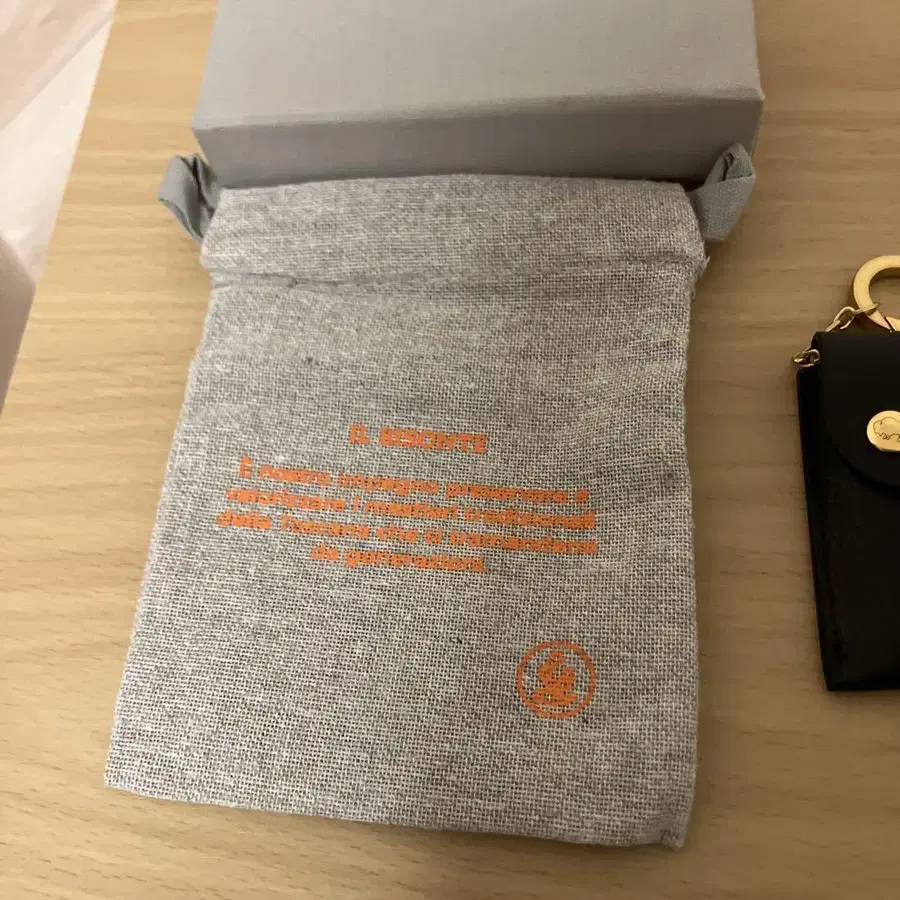 IL BISONTE
È nostro impegno preservare e
valorizzare i mestieri tradizionali
della Toscana che si tramandano
da generazioni.